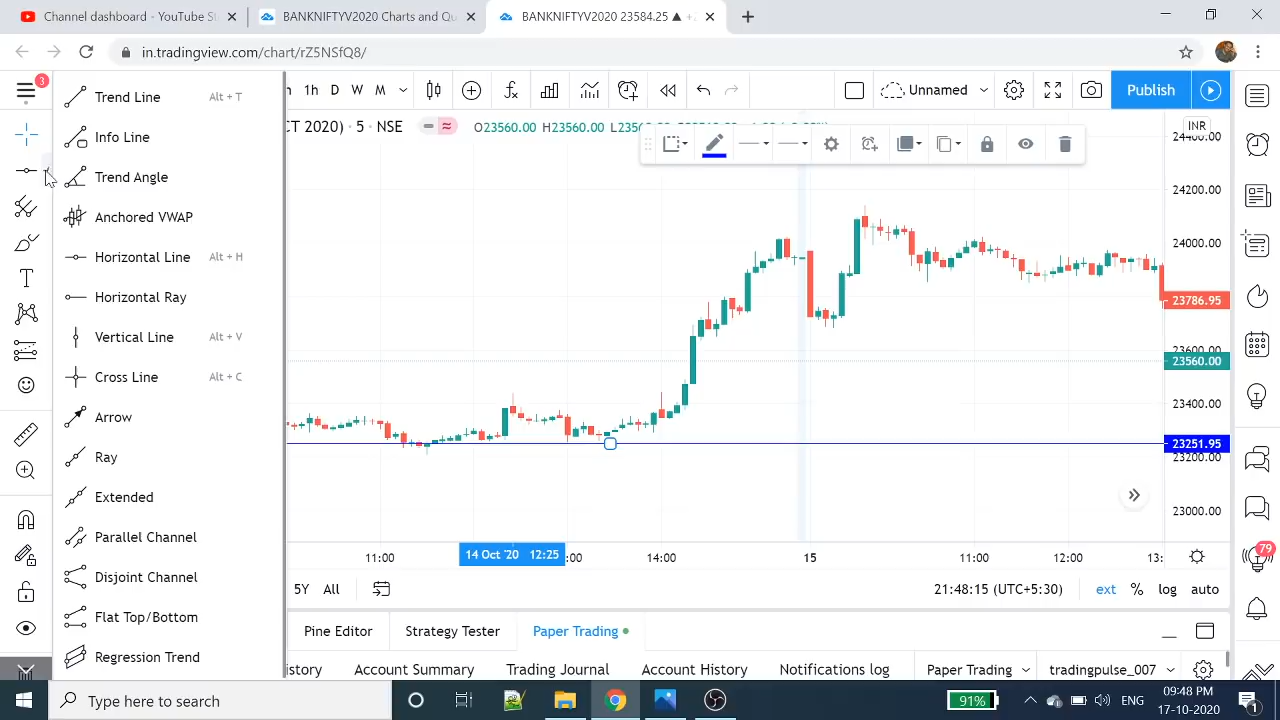 Channel dashboard - YouTube Stu
BANKNIFTYV2020 Charts and Qu
BANKNIFTYV2020 23584.25 ▲ +
in.tradingview.com/chart/rZ5NSfQ8/
3
1h D W M
Unnamed
Publish
CT 2020) • 5 • NSE
O23560.00 H23560.00
INR
Trend Line Alt + T
Info Line
Trend Angle
Anchored VWAP
Horizontal Line Alt + H
Horizontal Ray
Vertical Line Alt + V
Cross Line Alt + C
Arrow
Ray
Extended
Parallel Channel
Disjoint Channel
Flat Top/Bottom
Regression Trend
24400.00
24200.00
24000.00
23786.95
23600.00
23560.00
23400.00
23251.95
23200.00
23000.00
11:00
14 Oct '20 12:25
:00
14:00
15
11:00
12:00
13:
5Y All
21:48:15 (UTC+5:30)
ext % log auto
79
Pine Editor
Strategy Tester
Paper Trading
istory
Account Summary
Trading Journal
Account History
Notifications log
Paper Trading
tradingpulse_007
Type here to search
91%
ENG
09:48 PM
17-10-2020